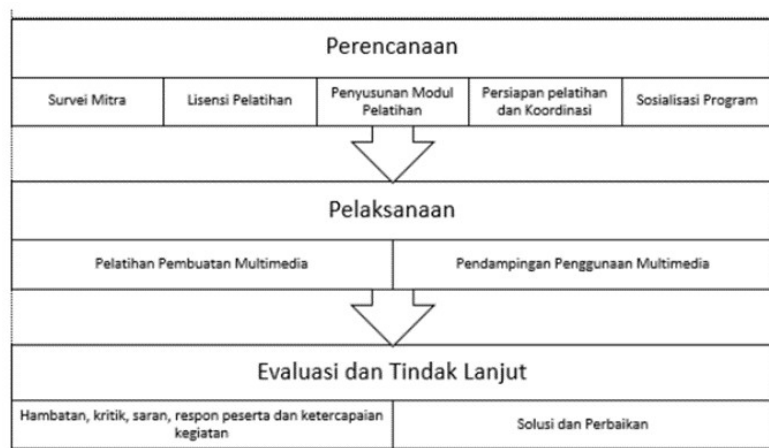 Perencanaan
Survei Mitra
Lisensi Pelatihan
Penyusunan Modul
Pelatihan
Persiapan pelatihan
dan Koordinasi
Sosialisasi Program
Pelaksanaan
Pelatihan Pembuatan Multimedia
Pendampingan Penggunaan Multimedia
Evaluasi dan Tindak Lanjut
Hambatan, kritik, saran, respon peserta dan ketercapaian
kegiatan
Solusi dan Perbaikan